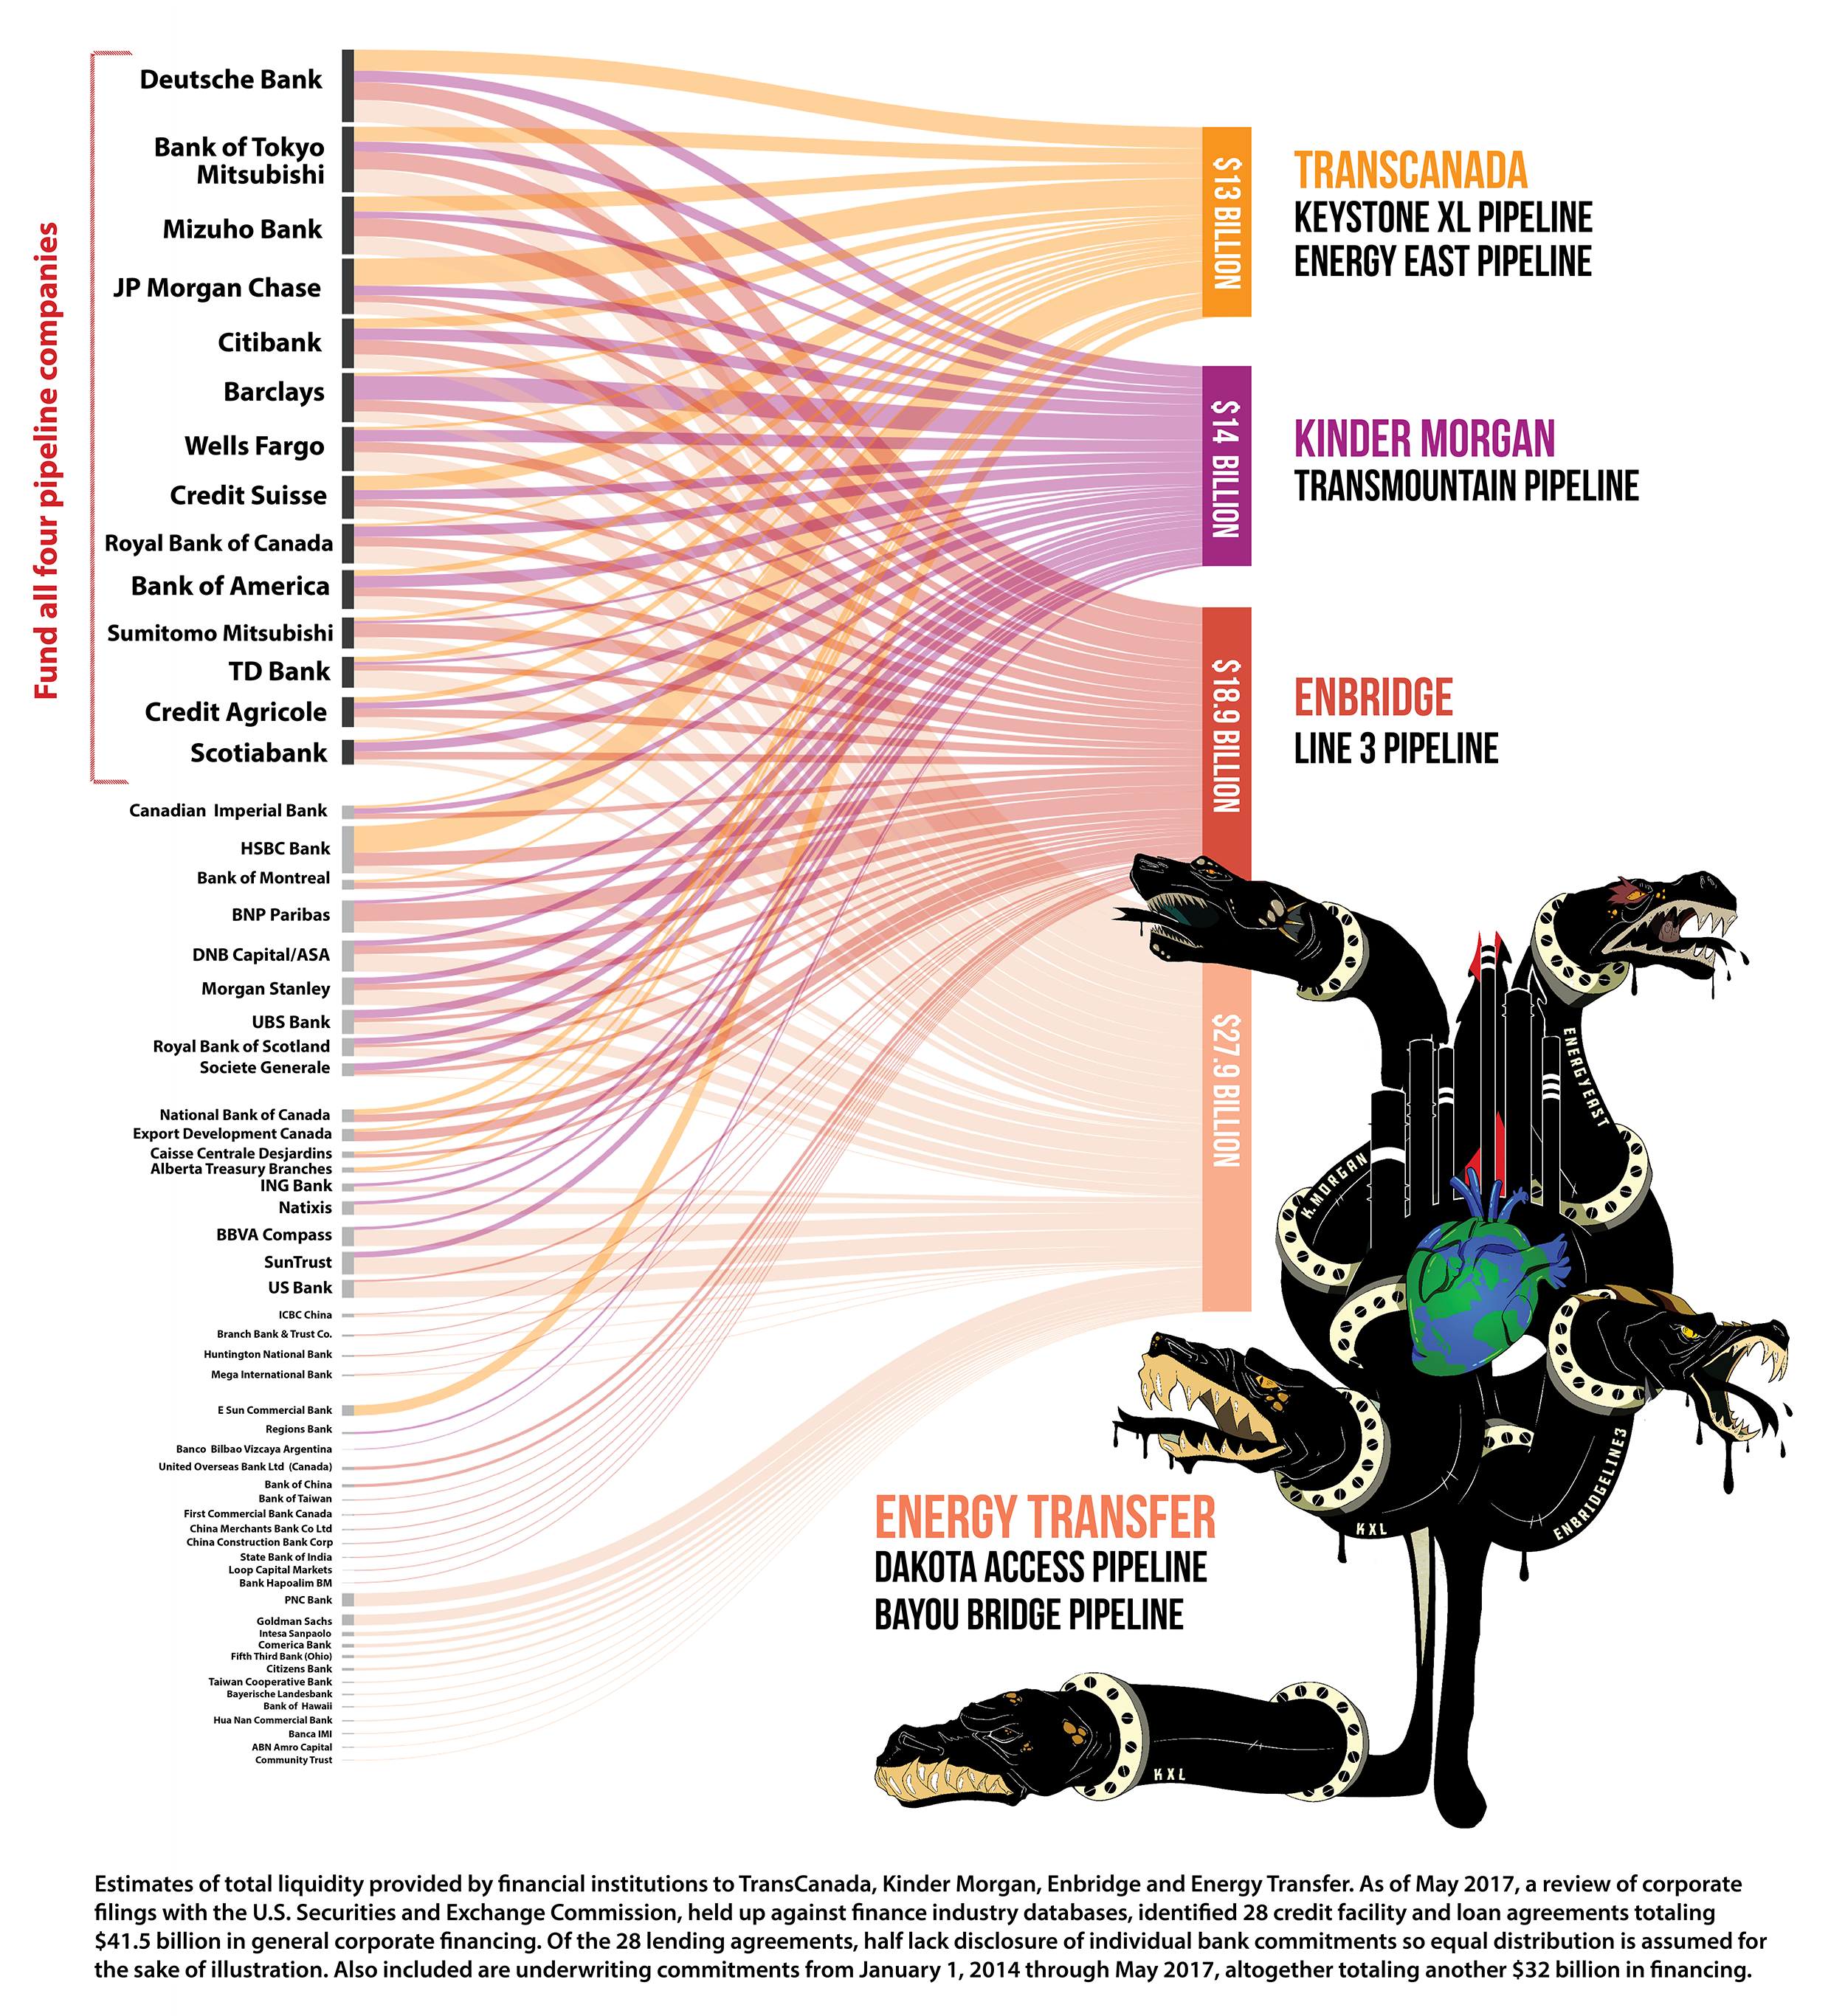 Fund all four pipeline companies
Deutsche Bank
Bank of Tokyo
Mitsubishi
Mizuho Bank
JP Morgan Chase
Citibank
Barclays
Wells Fargo
Credit Suisse
Royal Bank of Canada
Bank of America
Sumitomo Mitsubishi
TD Bank
Credit Agricole
Scotiabank
Canadian Imperial Bank
HSBC Bank
Bank of Montreal
BNP Paribas
DNB Capital/ASA
Morgan Stanley
UBS Bank
Royal Bank of Scotland
Societe Generale
National Bank of Canada
Export Development Canada
Caisse Centrale Desjardins
Alberta Treasury Branches
ING Bank
Natixis
BBVA Compass
SunTrust
US Bank
ICBC China
Branch Bank & Trust Co.
Huntington National Bank
Mega International Bank
E Sun Commercial Bank
Regions Bank
Banco Bilbao Vizcaya Argentina
United Overseas Bank Ltd (Canada)
Bank of China
Bank of Taiwan
First Commercial Bank Canada
China Merchants Bank Co Ltd
China Construction Bank Corp
State Bank of India
Loop Capital Markets
Bank Hapoalim BM
PNC Bank
Goldman Sachs
Intesa Sanpaolo
Comerica Bank
Fifth Third Bank (Ohio)
Citizens Bank
Taiwan Cooperative Bank
Bayerische Landesbank
Bank of Hawaii
Hua Nan Commercial Bank
Banca IMI
ABN Amro Capital
Community Trust
$13 BILLION
TRANSCANADA
KEYSTONE XL PIPELINE
ENERGY EAST PIPELINE
$14 BILLION
KINDER MORGAN
TRANSMOUNTAIN PIPELINE
$18.9 BILLION
ENBRIDGE
LINE 3 PIPELINE
$27.9 BILLION
ENERGY TRANSFER
DAKOTA ACCESS PIPELINE
BAYOU BRIDGE PIPELINE
ENERGYEAST
K.MORGAN
KXL
ENBRIDGELINE3
KXL
Estimates of total liquidity provided by financial institutions to TransCanada, Kinder Morgan, Enbridge and Energy Transfer. As of May 2017, a review of corporate
filings with the U.S. Securities and Exchange Commission, held up against finance industry databases, identified 28 credit facility and loan agreements totaling
$41.5 billion in general corporate financing. Of the 28 lending agreements, half lack disclosure of individual bank commitments so equal distribution is assumed for
the sake of illustration. Also included are underwriting commitments from January 1, 2014 through May 2017, altogether totaling another $32 billion in financing.